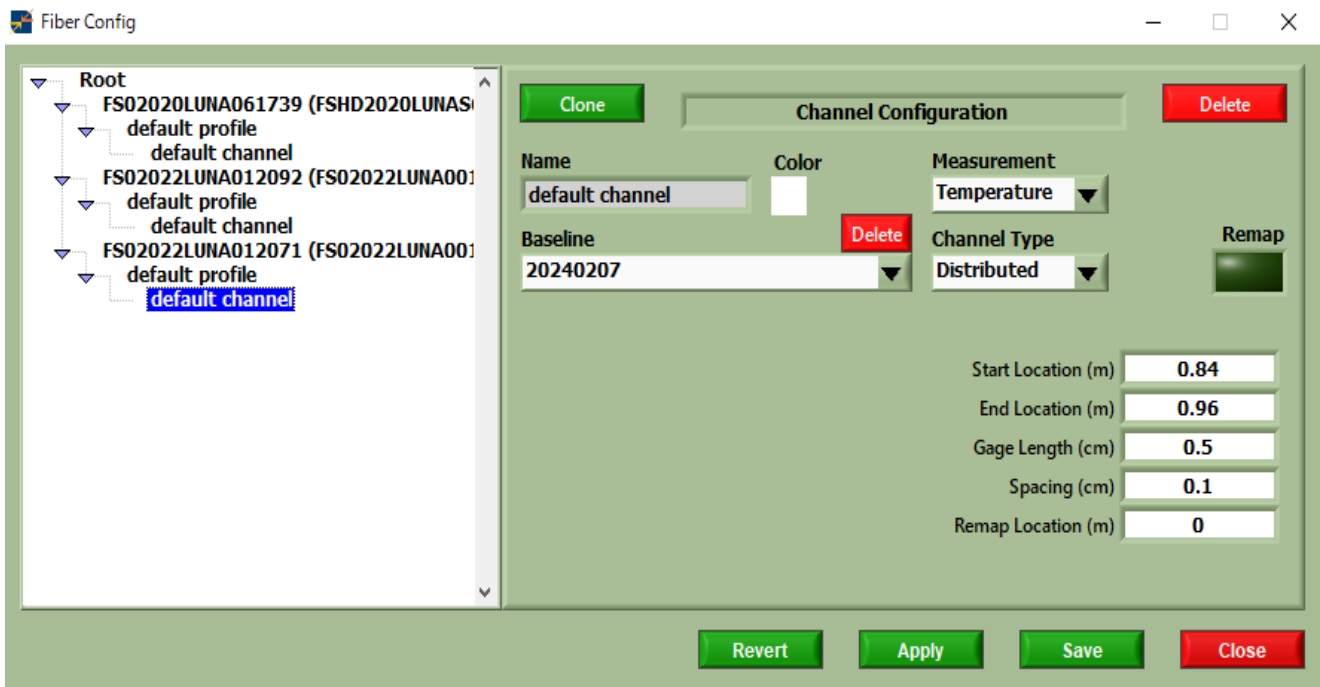 Fiber Config
Root
FS02020LUNA061739 (FSHD2020LUNAS
default profile
default channel
FS02022LUNA012092 (FS02022LUNA001
default profile
default channel
FS02022LUNA012071 (FS02022LUNA001
default profile
default channel
Clone
Channel Configuration
Delete
Name
Color
Measurement
default channel
Temperature
Baseline
Delete
Channel Type
Remap
20240207
Distributed
Start Location (m) 0.84
End Location (m) 0.96
Gage Length (cm) 0.5
Spacing (cm) 0.1
Remap Location (m) 0
Revert
Apply
Save
Close